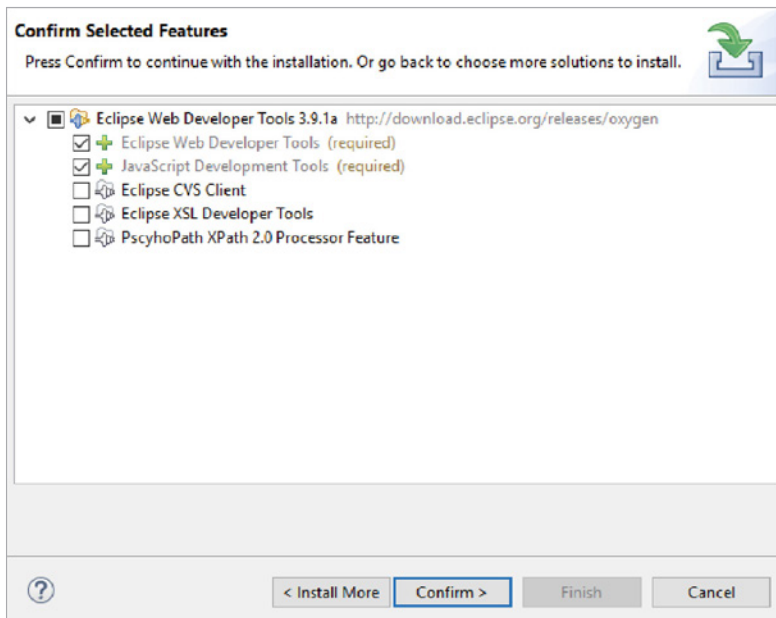 Confirm Selected Features
Press Confirm to continue with the installation. Or go back to choose more solutions to install.
Eclipse Web Developer Tools 3.9.1a http://download.eclipse.org/releases/oxygen
Eclipse Web Developer Tools (required)
JavaScript Development Tools (required)
Eclipse CVS Client
Eclipse XSL Developer Tools
PscyhoPath XPath 2.0 Processor Feature
? < Install More Confirm > Finish Cancel